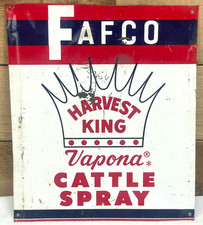 FAFCO
HARVEST
KING
Vapona®
CATTLE
SPRAY